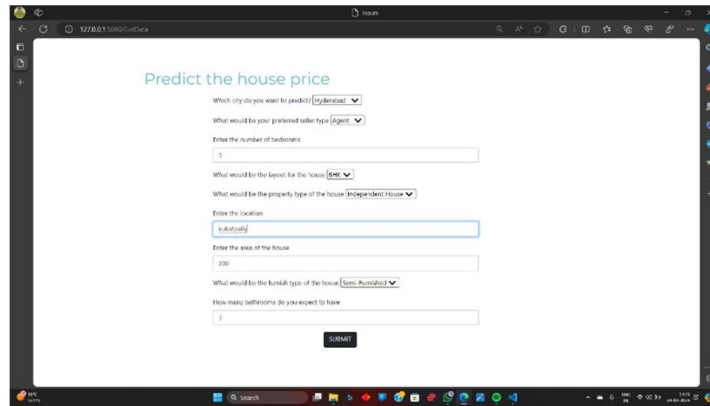 Inputs
127.0.0.1:5000/GetData
Predict the house price
Which city do you want to predict? Hyderabad
What would be your preferred seller type Agent
Enter the number of bedrooms
3
What would be the layout for the house BHK
What would be the property type of the house Independent House
Enter the location
kukatpally
Enter the area of the house
200
What would be the furnish type of the house Semi-Furnished
How many bathrooms do you expect to have
3
SUBMIT
Sunny
Search
ENG
IN